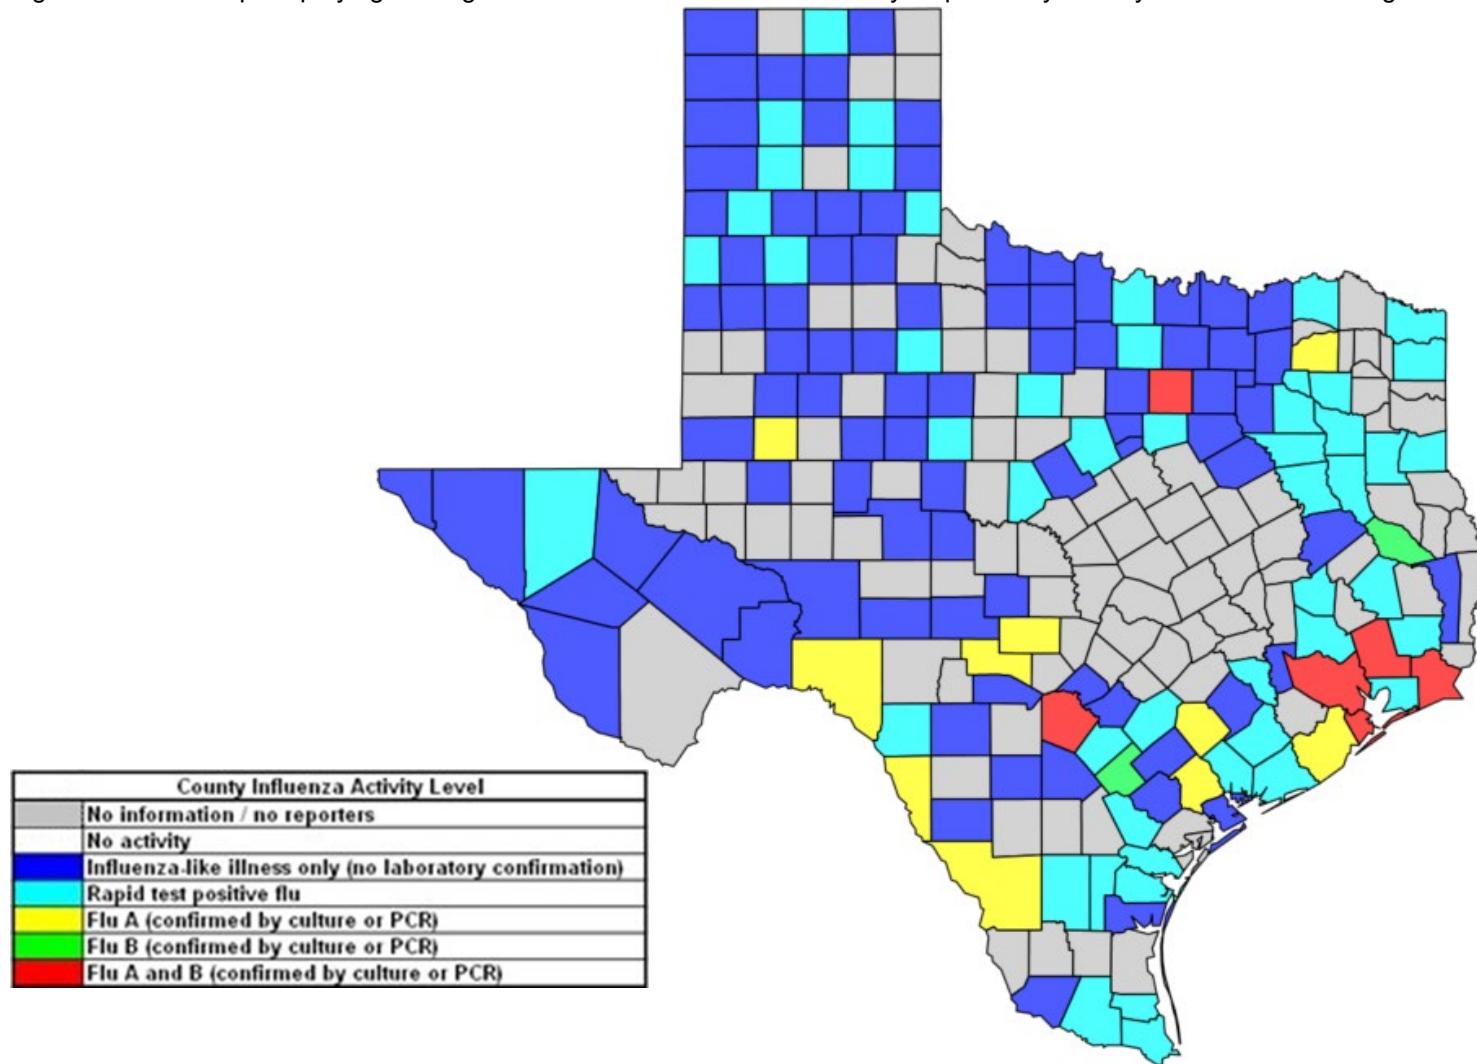 County Influenza Activity Level
No information / no reporters
No activity
Influenza-like illness only (no laboratory confirmation)
Rapid test positive flu
Flu A (confirmed by culture or PCR)
Flu B (confirmed by culture or PCR)
Flu A and B (confirmed by culture or PCR)